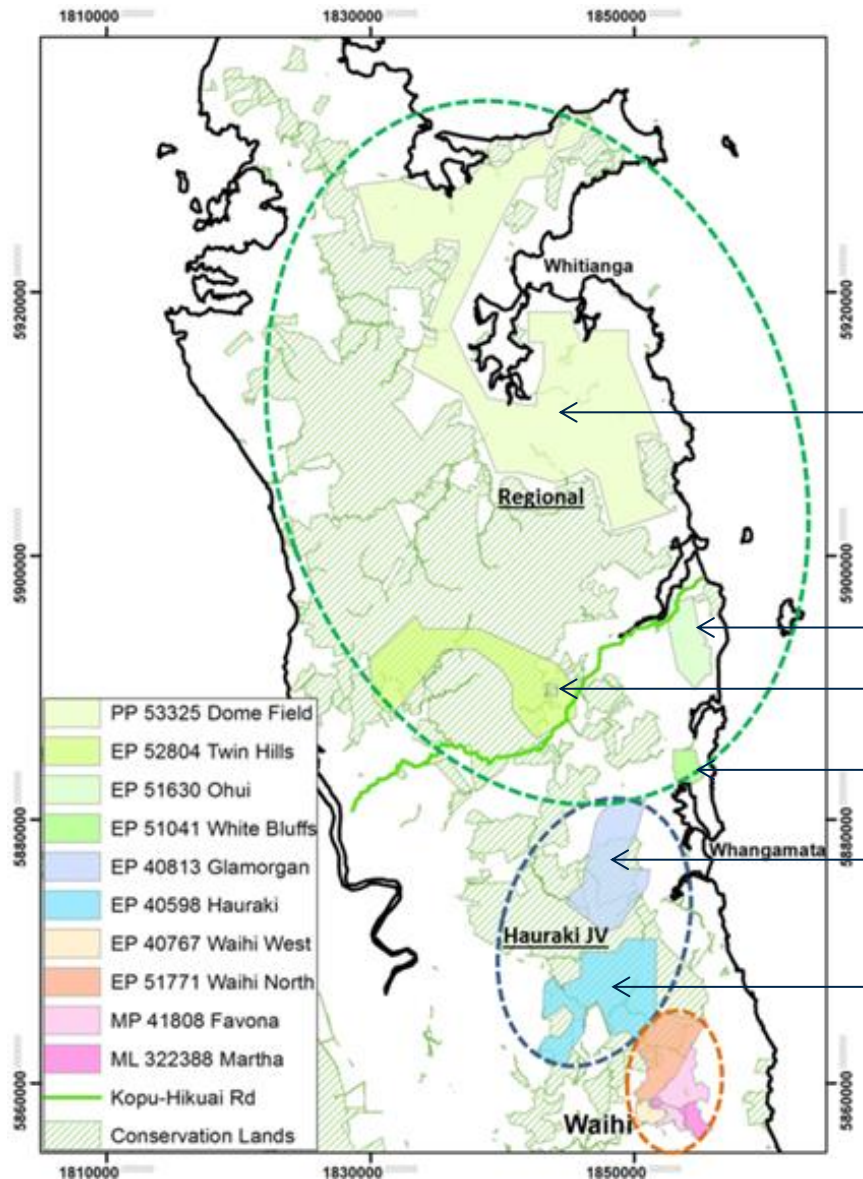 1810000 1830000 1850000
5920000 5920000
Whitianga
Regional
5900000 5900000
PP 53325 Dome Field
EP 52804 Twin Hills
EP 51630 Ohui
EP 51041 White Bluffs
EP 40813 Glamorgan
EP 40598 Hauraki
EP 40767 Waihi West
EP 51771 Waihi North
MP 41808 Favona
ML 322388 Martha
Kopu-Hikuai Rd
Conservation Lands
5880000
Whangamata
Hauraki JV
5860000
Waihi
1810000 1830000 1850000